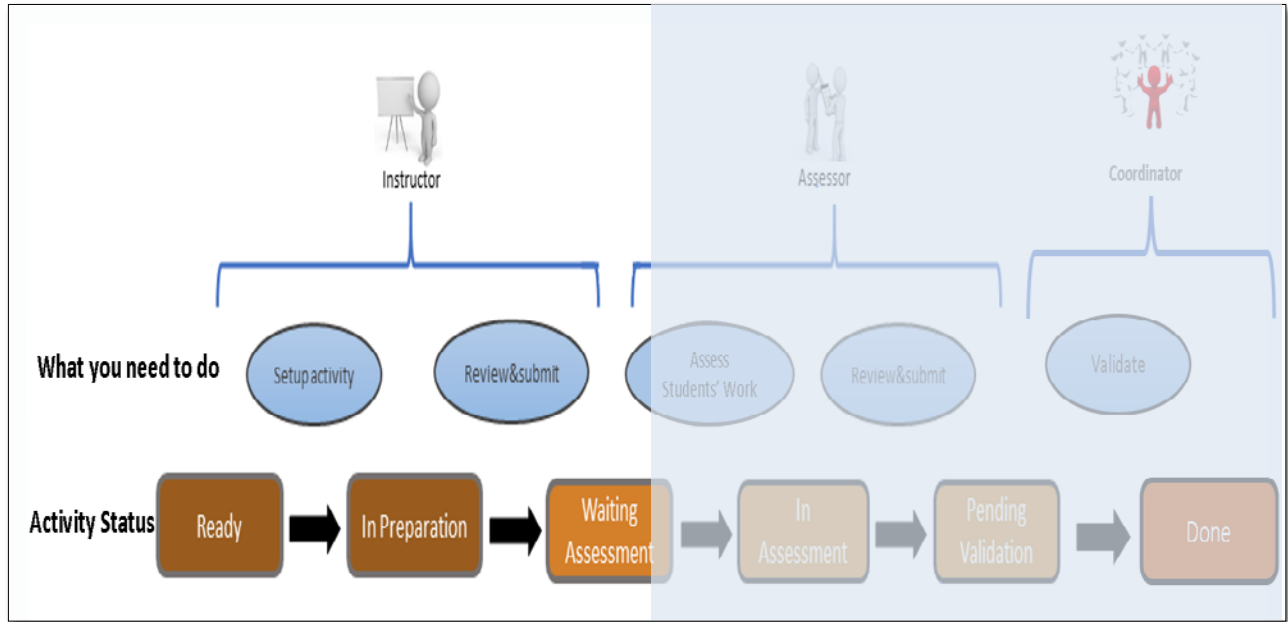 Instructor
Assessor
Coordinator
What you need to do
Setup activity
Review&submit
Assess
Students' Work
Review&submit
Validate
Activity Status
Ready
In Preparation
Waiting
Assessment
In
Assessment
Pending
Validation
Done